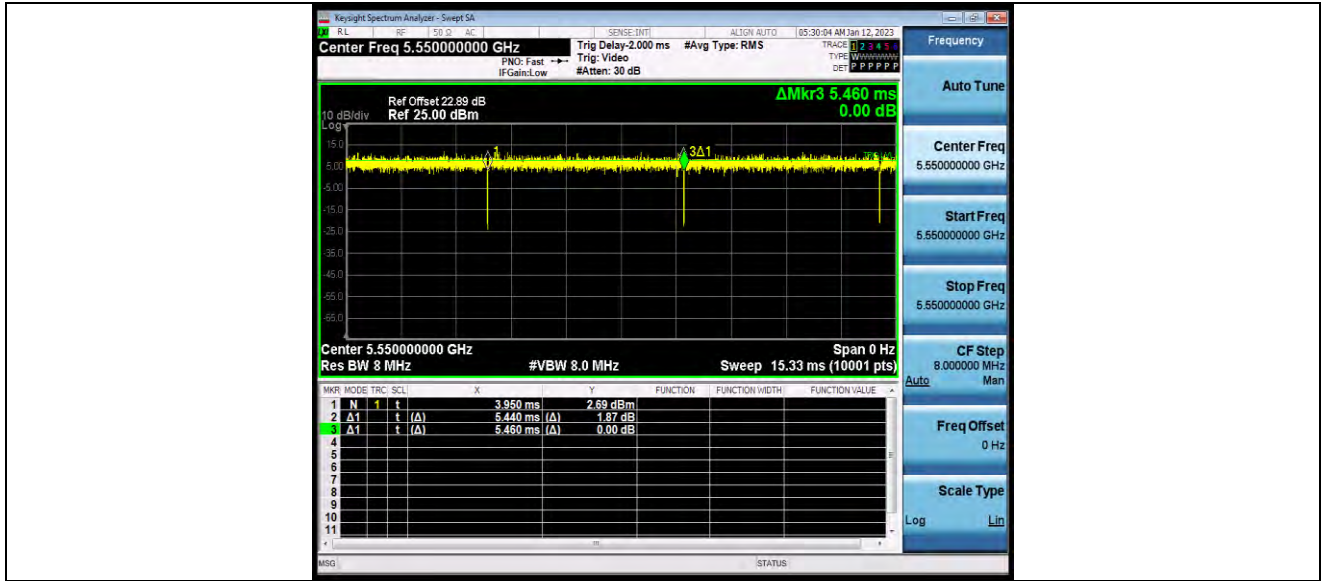 Keysight Spectrum Analyzer - Swept SA
RL RF 50 Ω AC SENSE:INT ALIGN AUTO 05:30:04 AM Jan 12, 2023
Center Freq 5.550000000 GHz Trig Delay-2.000 ms #Avg Type: RMS TRACE 1 2 3 4 5 6
PNO: Fast Trig: Video TYPE WWWWWW
IFGain:Low #Atten: 30 dB DET P P P P P P
ΔMkr3 5.460 ms
0.00 dB
Ref Offset 22.89 dB
10 dB/div Ref 25.00 dBm
Log
15.0
5.00
-5.00
-15.0
-25.0
-35.0
-45.0
-55.0
-65.0
1
3Δ1
Center 5.550000000 GHz Span 0 Hz
Res BW 8 MHz #VBW 8.0 MHz Sweep 15.33 ms (10001 pts)
MKR MODE TRC SCL X Y FUNCTION FUNCTION WIDTH FUNCTION VALUE
1 N 1 t 3.950 ms 2.69 dBm
2 Δ1 t (Δ) 5.440 ms (Δ) 1.87 dB
3 Δ1 t (Δ) 5.460 ms (Δ) 0.00 dB
4
5
6
7
8
9
10
11
MSG STATUS
Frequency
Auto Tune
Center Freq
5.550000000 GHz
Start Freq
5.550000000 GHz
Stop Freq
5.550000000 GHz
CF Step
8.000000 MHz
Auto Man
Freq Offset
0 Hz
Scale Type
Log Lin